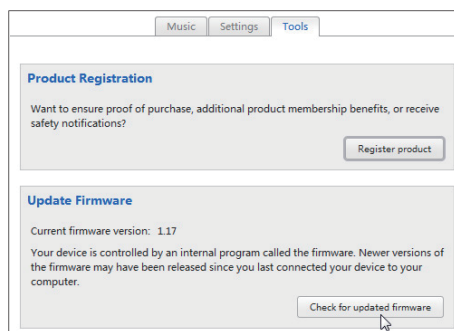 Music Settings Tools
Product Registration
Want to ensure proof of purchase, additional product membership benefits, or receive
safety notifications?
Register product
Update Firmware
Current firmware version: 1.17
Your device is controlled by an internal program called the firmware. Newer versions of
the firmware may have been released since you last connected your device to your
computer.
Check for updated firmware